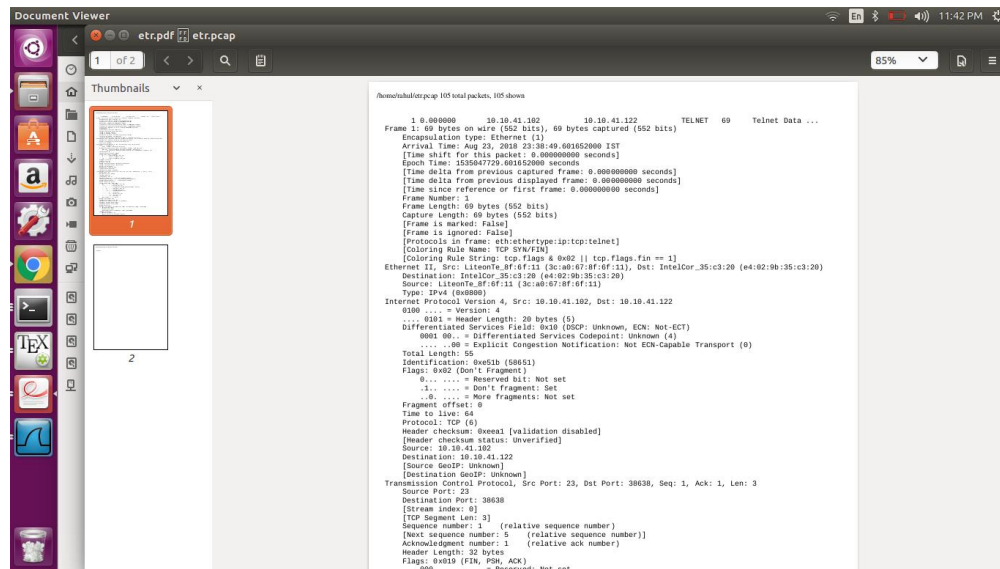 Document Viewer
En
11:42 PM
etr.pdf
etr.pcap
1 of 2
85%
Thumbnails
1
2
/home/rahul/etr.pcap 105 total packets, 105 shown
1 0.000000 10.10.41.102 10.10.41.122 TELNET 69 Telnet Data ...
Frame 1: 69 bytes on wire (552 bits), 69 bytes captured (552 bits)
Encapsulation type: Ethernet (1)
Arrival Time: Aug 23, 2018 23:38:49.601652000 IST
[Time shift for this packet: 0.000000000 seconds]
Epoch Time: 1535047729.601652000 seconds
[Time delta from previous captured frame: 0.000000000 seconds]
[Time delta from previous displayed frame: 0.000000000 seconds]
[Time since reference or first frame: 0.000000000 seconds]
Frame Number: 1
Frame Length: 69 bytes (552 bits)
Capture Length: 69 bytes (552 bits)
[Frame is marked: False]
[Frame is ignored: False]
[Protocols in frame: eth:ethertype:ip:tcp:telnet]
[Coloring Rule Name: TCP SYN/FIN]
[Coloring Rule String: tcp.flags & 0x02 || tcp.flags.fin == 1]
Ethernet II, Src: LiteonTe_8f:6f:11 (3c:a0:67:8f:6f:11), Dst: IntelCor_35:c3:20 (e4:02:9b:35:c3:20)
Destination: IntelCor_35:c3:20 (e4:02:9b:35:c3:20)
Source: LiteonTe_8f:6f:11 (3c:a0:67:8f:6f:11)
Type: IPv4 (0x0800)
Internet Protocol Version 4, Src: 10.10.41.102, Dst: 10.10.41.122
0100 .... = Version: 4
.... 0101 = Header Length: 20 bytes (5)
Differentiated Services Field: 0x10 (DSCP: Unknown, ECN: Not-ECT)
0001 00.. = Differentiated Services Codepoint: Unknown (4)
.... ..00 = Explicit Congestion Notification: Not ECN-Capable Transport (0)
Total Length: 55
Identification: 0xe51b (58651)
Flags: 0x02 (Don't Fragment)
0... .... = Reserved bit: Not set
.1.. .... = Don't fragment: Set
..0. .... = More fragments: Not set
Fragment offset: 0
Time to live: 64
Protocol: TCP (6)
Header checksum: 0xeea1 [validation disabled]
[Header checksum status: Unverified]
Source: 10.10.41.102
Destination: 10.10.41.122
[Source GeoIP: Unknown]
[Destination GeoIP: Unknown]
Transmission Control Protocol, Src Port: 23, Dst Port: 38638, Seq: 1, Ack: 1, Len: 3
Source Port: 23
Destination Port: 38638
[Stream index: 0]
[TCP Segment Len: 3]
Sequence number: 1 (relative sequence number)
[Next sequence number: 5 (relative sequence number)]
Acknowledgment number: 1 (relative ack number)
Header Length: 32 bytes
Flags: 0x019 (FIN, PSH, ACK)
000. .... .... = Reserved: Not set